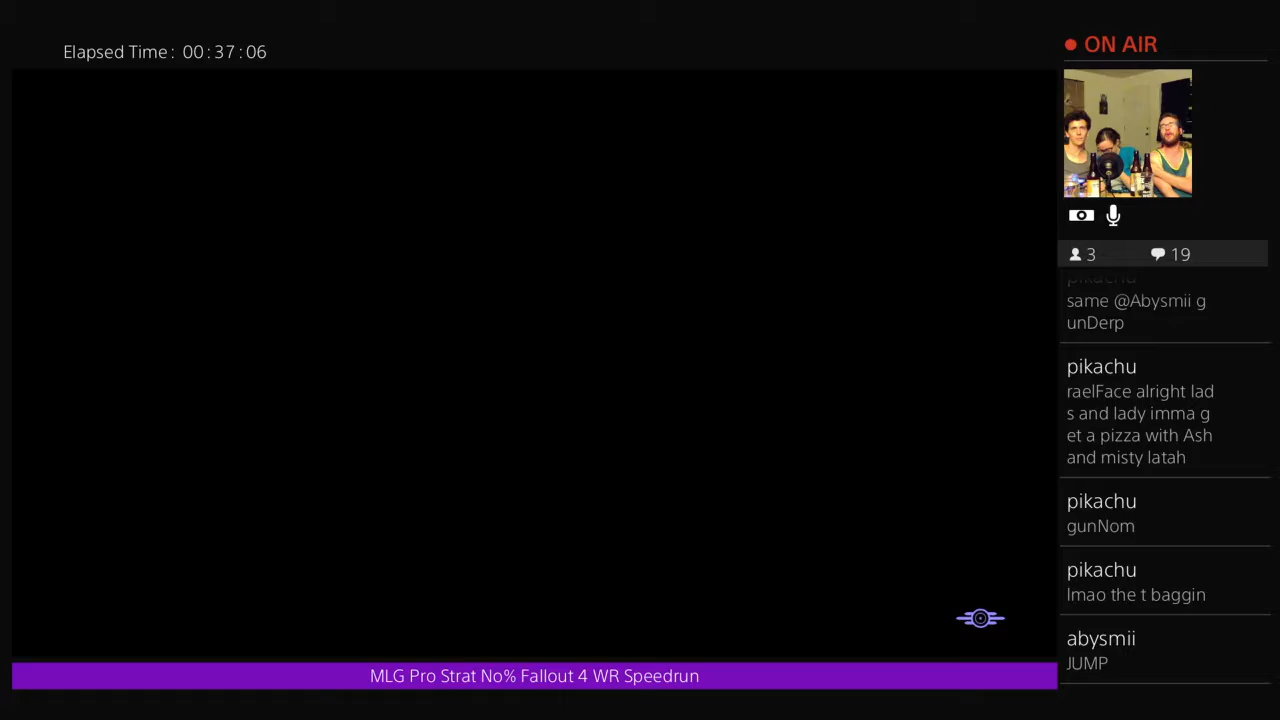 Elapsed Time: 00:37:06
ON AIR
3 19
pikachu
same @Abysmii g
unDerp
pikachu
raelFace alright lad
s and lady imma g
et a pizza with Ash
and misty latah
pikachu
gunNom
pikachu
lmao the t baggin
abysmii
JUMP
MLG Pro Strat No% Fallout 4 WR Speedrun